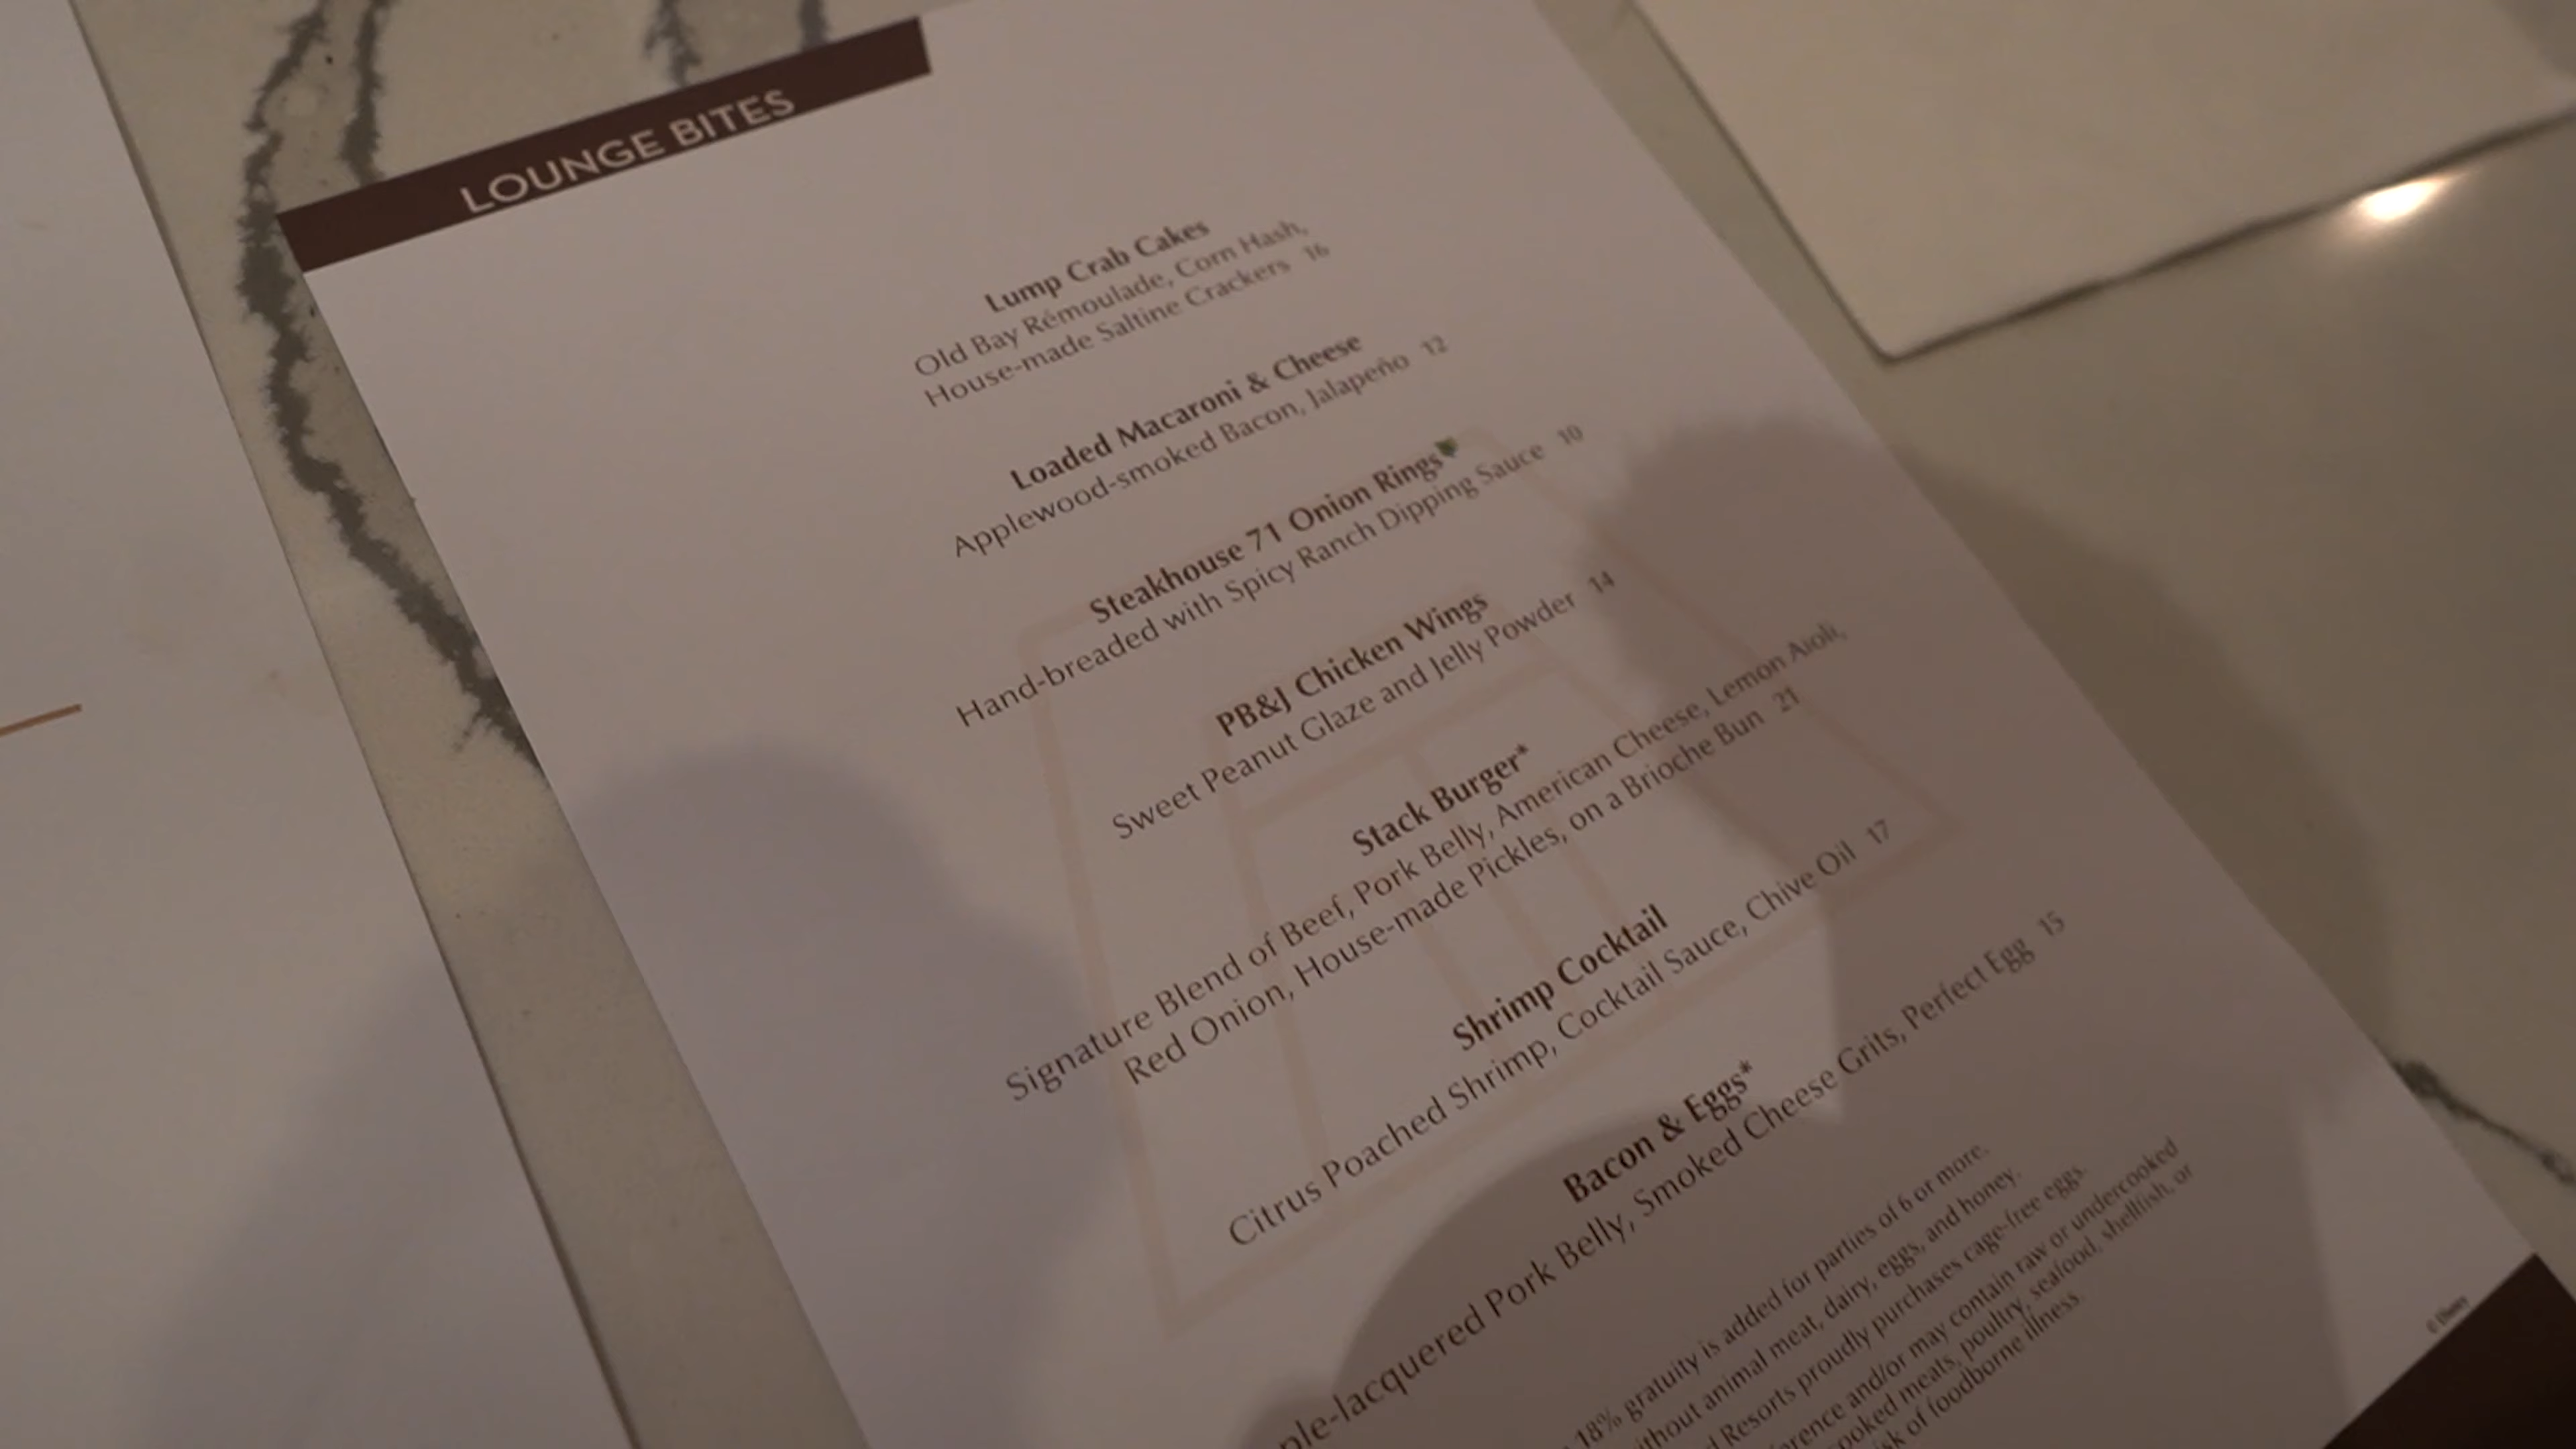 LOUNGE BITES
Lump Crab Cakes
Old Bay Rémoulade, Corn Hash,
House-made Saltine Crackers 16
Loaded Macaroni & Cheese
Applewood-smoked Bacon, Jalapeño 12
Steakhouse 71 Onion Rings
Hand-breaded with Spicy Ranch Dipping Sauce 10
PB&J Chicken Wings
Sweet Peanut Glaze and Jelly Powder 14
Stack Burger*
Signature Blend of Beef, Pork Belly, American Cheese, Lemon Aioli,
Red Onion, House-made Pickles, on a Brioche Bun 21
Shrimp Cocktail
Citrus Poached Shrimp, Cocktail Sauce, Chive Oil 17
Bacon & Eggs*
ple-lacquered Pork Belly, Smoked Cheese Grits, Perfect Egg 15
18% gratuity is added for parties of 6 or more.
ithout animal meat, dairy, eggs, and honey.
d Resorts proudly purchases cage-free eggs.
erence and/or may contain raw or undercooked
ooked meats, poultry, seafood, shellfish, or
sk of foodborne illness.
© Disney